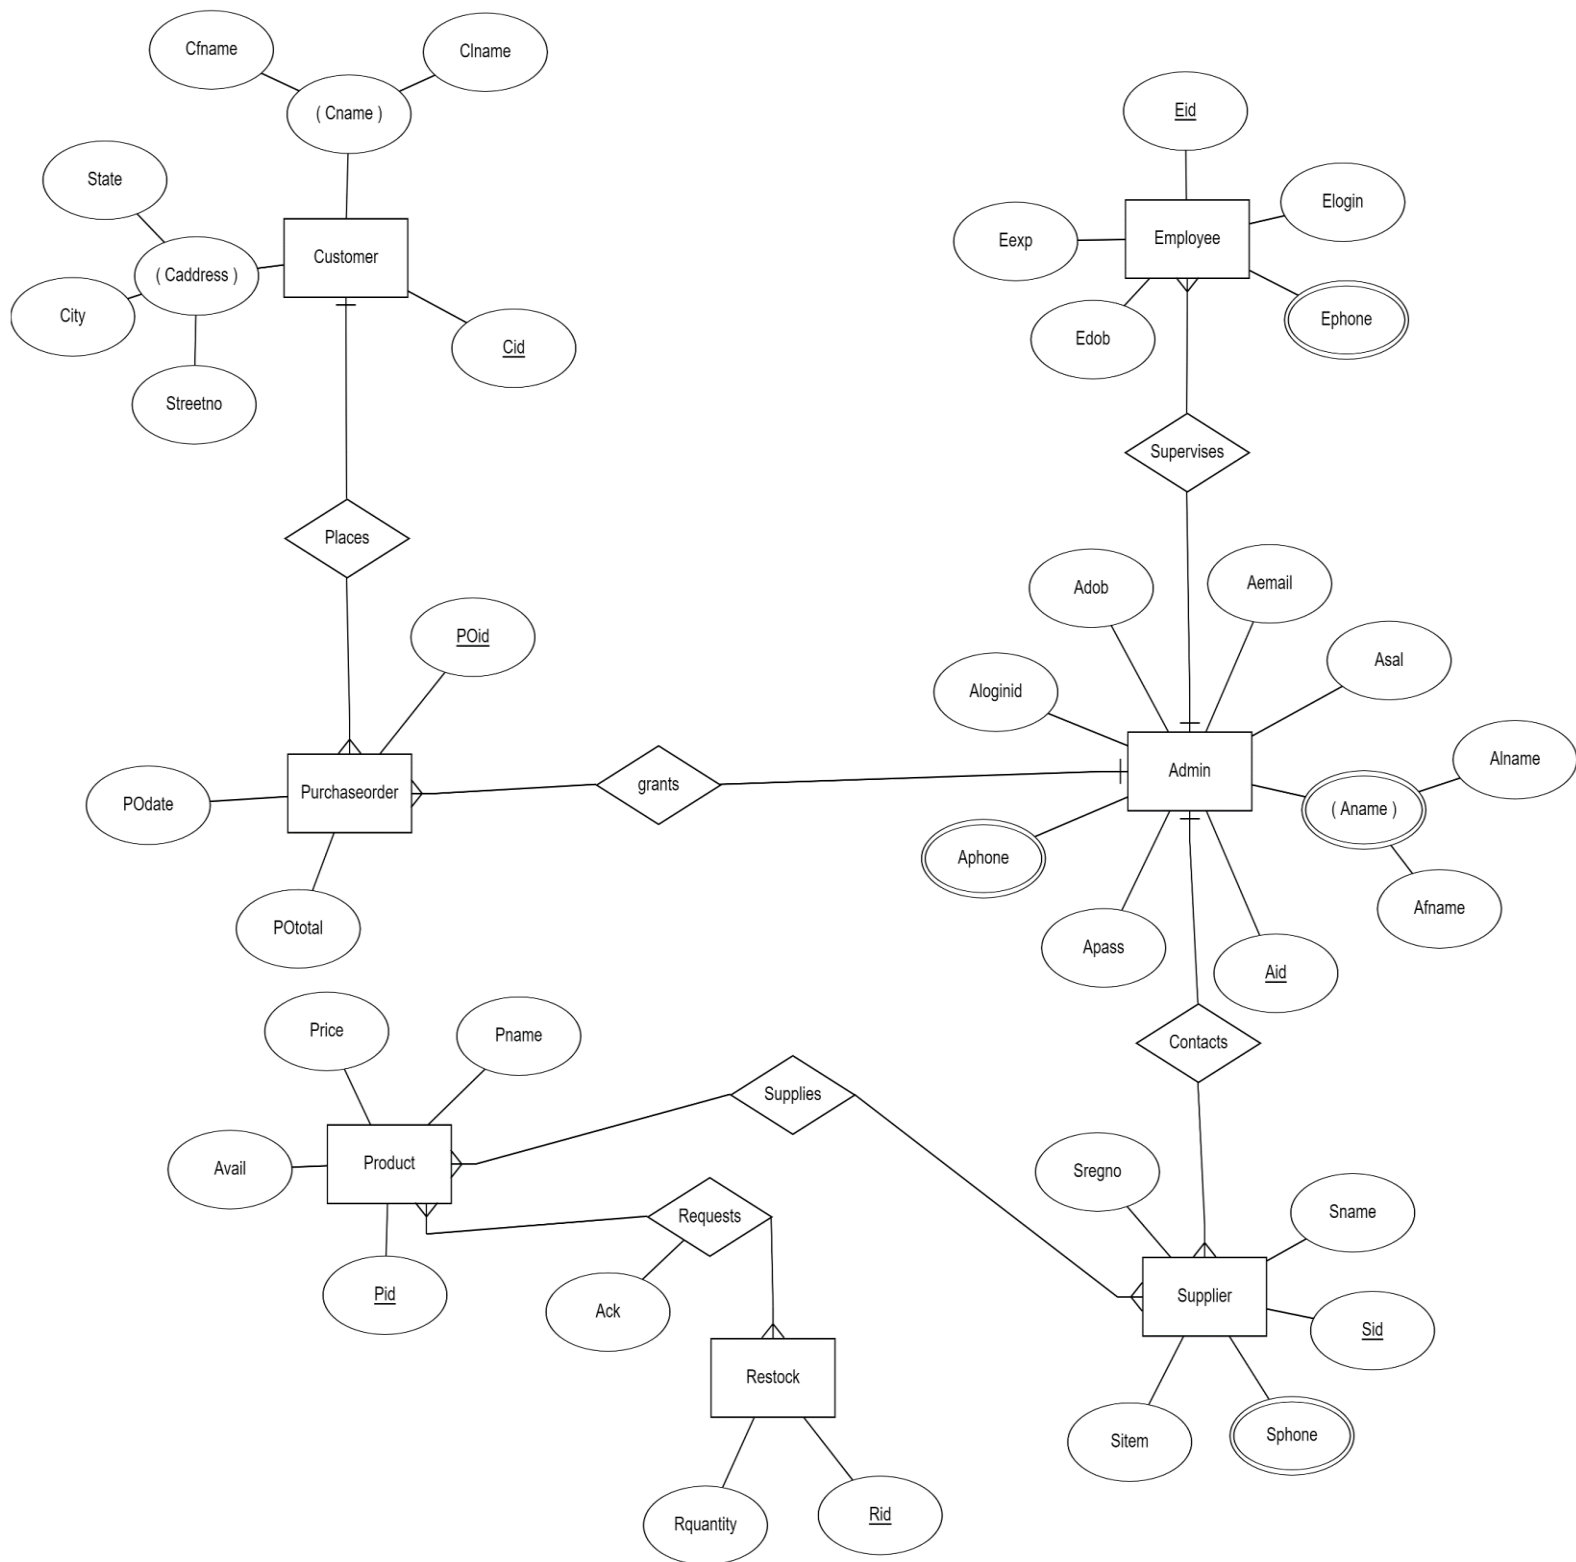 Cfname
Clname
( Cname )
Eid
State
Elogin
Employee
Eexp
Customer
( Caddress )
City
Ephone
Edob
Cid
Streetno
Supervises
Places
Adob
Aemail
POid
Asal
Aloginid
Alname
Admin
grants
Purchaseorder
POdate
( Aname )
Aphone
Afname
POtotal
Apass
Aid
Price
Pname
Contacts
Supplies
Product
Avail
Sregno
Sname
Requests
Pid
Ack
Supplier
Sid
Restock
Sitem
Sphone
Rquantity
Rid